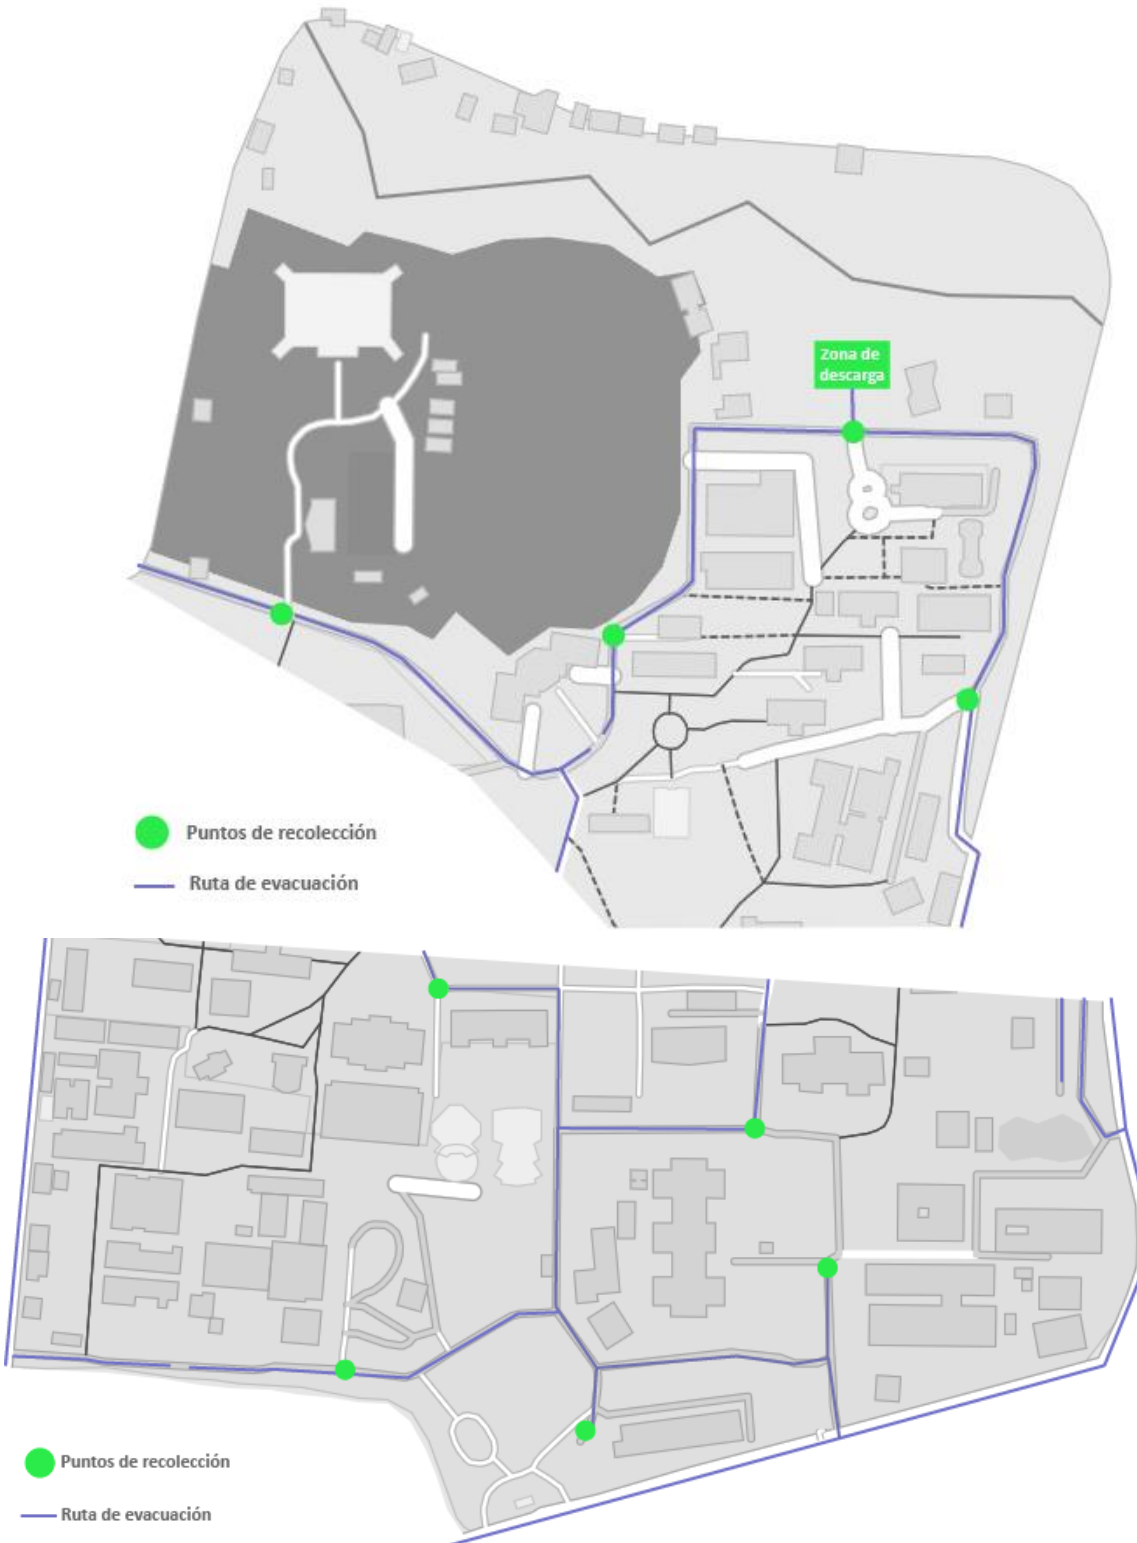 Zona de
descarga
Puntos de recolección
Ruta de evacuación
Puntos de recolección
Ruta de evacuación